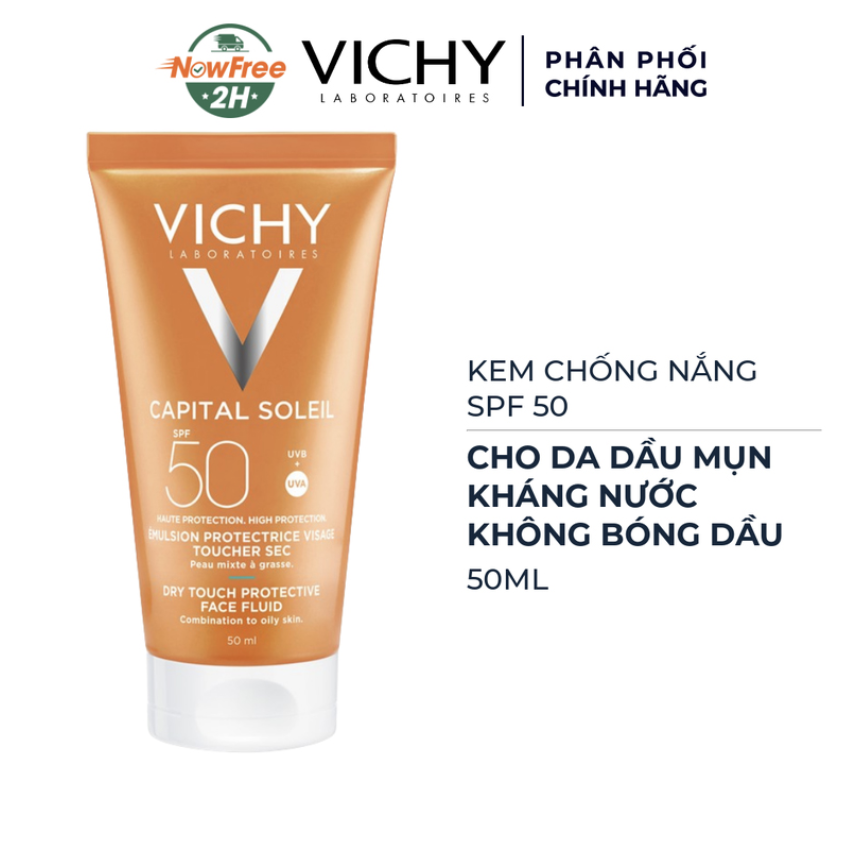 NowFree
2H
VICHY
LABORATOIRES
PHÂN PHỐI
CHÍNH HÃNG
VICHY
LABORATOIRES
CAPITAL SOLEIL
SPF
50
UVB
+
UVA
HAUTE PROTECTION. HIGH PROTECTION
ÉMULSION PROTECTRICE VISAGE
TOUCHER SEC
Peau mixte à grasse.
DRY TOUCH PROTECTIVE
FACE FLUID
Combination to oily skin.
50 ml
KEM CHỐNG NẮNG
SPF 50
CHO DA DẦU MỤN
KHÁNG NƯỚC
KHÔNG BÓNG DẦU
50ML